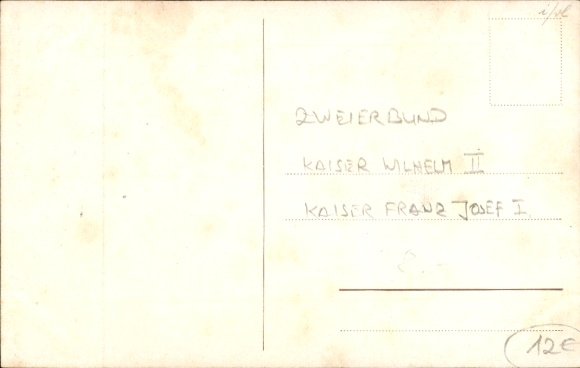 ZWEIERBUND
KAISER WILHELM II
KAISER FRANZ JOSEF I
12€